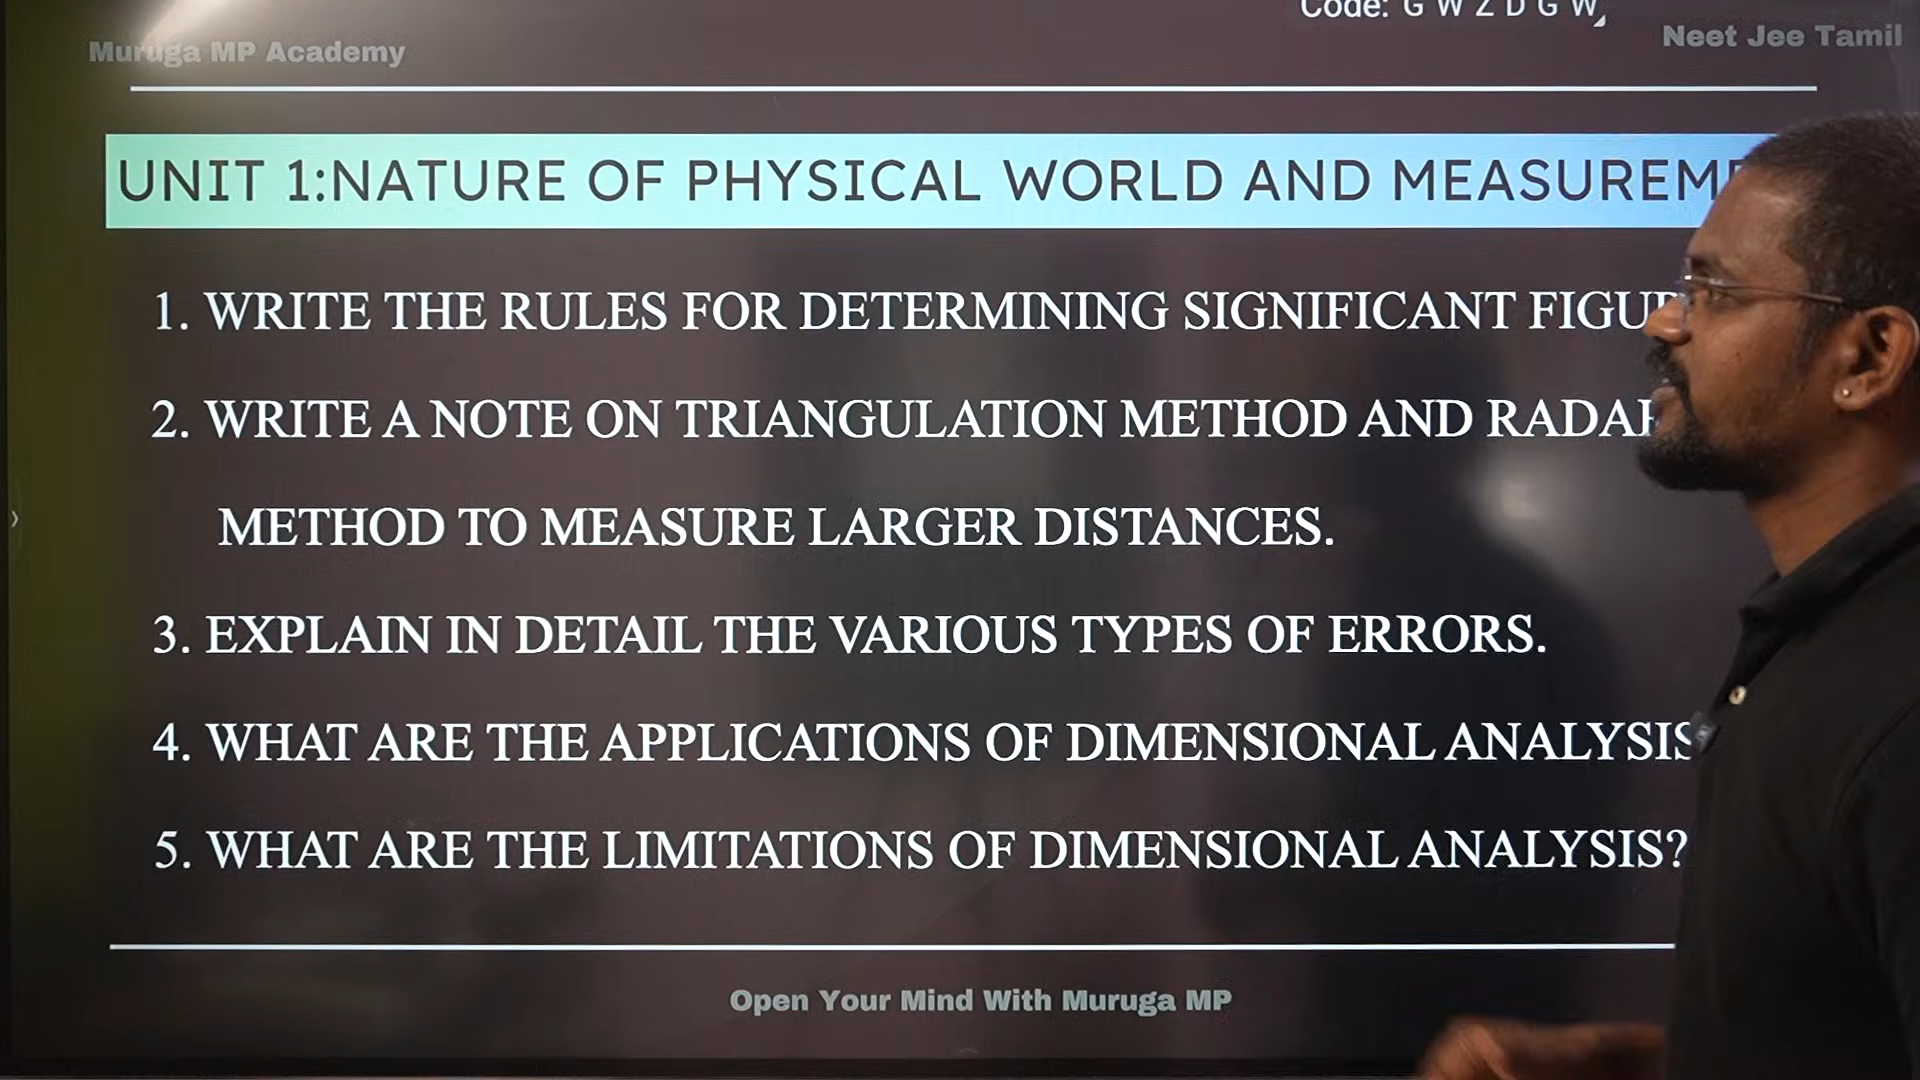 Code: G W Z D G W
Muruga MP Academy
Neet Jee Tamil
UNIT 1:NATURE OF PHYSICAL WORLD AND
1. WRITE THE RULES FOR DETERMINING SIGNIFICANT
2. WRITE A NOTE ON TRIANGULATION METHOD AND RADAR
METHOD TO MEASURE LARGER DISTANCES.
3. EXPLAIN IN DETAIL THE VARIOUS TYPES OF ERRORS.
4. WHAT ARE THE APPLICATIONS OF DIMENSIONAL ANALYSIS
5. WHAT ARE THE LIMITATIONS OF DIMENSIONAL ANALYSIS?
Open Your Mind With Muruga MP